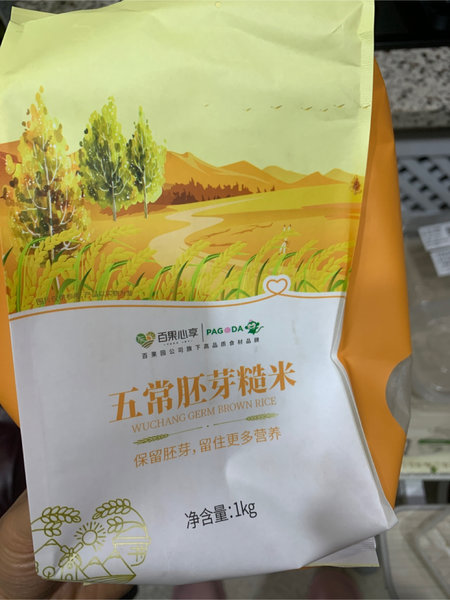 百果心享
PAGODA
百果园公司旗下高品质食材品牌
五常胚芽糙米
WUCHANG GERM BROWN RICE
保留胚芽,留住更多营养
净含量:1kg